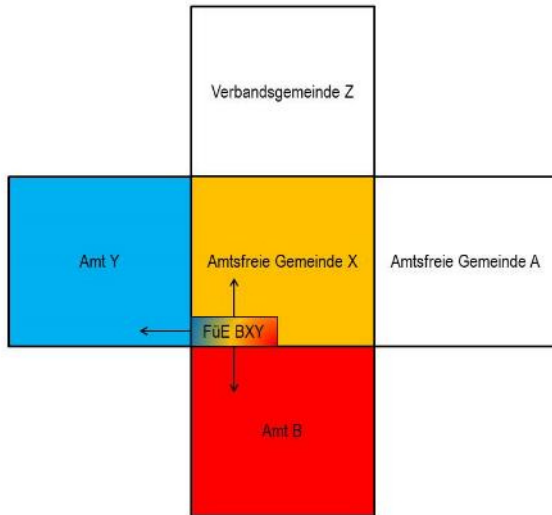 Verbandsgemeinde Z
Amt Y
Amtsfreie Gemeinde X
Amtsfreie Gemeinde A
FüE BXY
Amt B